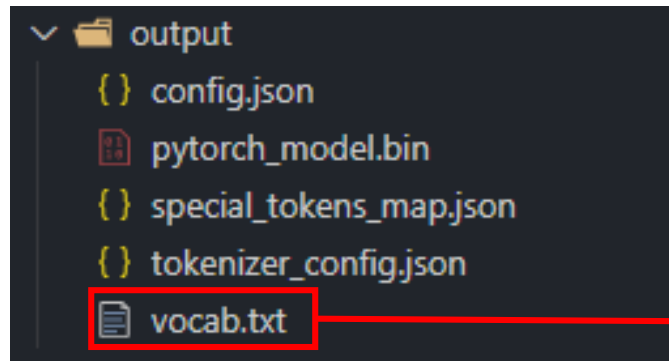 output
{ } config.json
pytorch_model.bin
{ } special_tokens_map.json
{ } tokenizer_config.json
vocab.txt